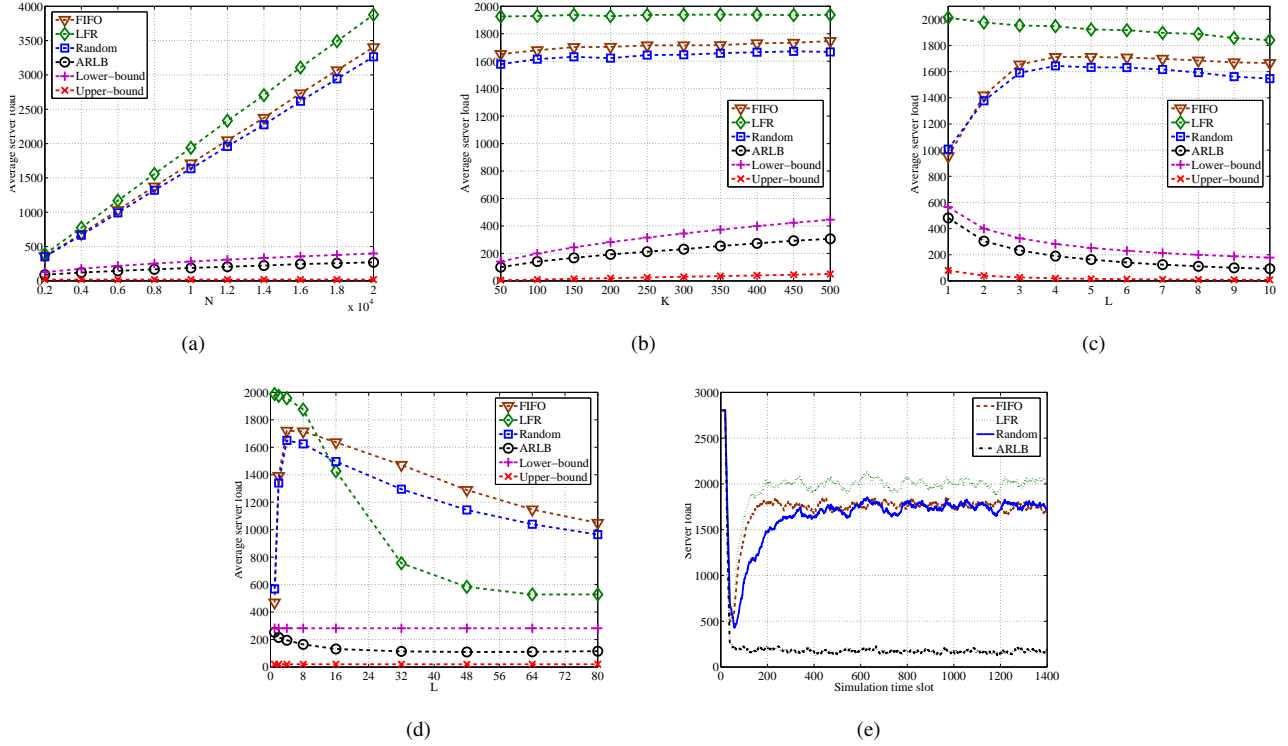 4000
3500
3000
2500
2000
1500
1000
500
0
Average server load
0.2 0.4 0.6 0.8 1 1.2 1.4 1.6 1.8 2
x 10^4
N
FIFO
LFR
Random
ARLB
Lower−bound
Upper−bound
(a)
2000
1800
1600
1400
1200
1000
800
600
400
200
0
Average server load
50 100 150 200 250 300 350 400 450 500
K
FIFO
LFR
Random
ARLB
Lower−bound
Upper−bound
(b)
2000
1800
1600
1400
1200
1000
800
600
400
200
0
Average server load
1 2 3 4 5 6 7 8 9 10
L
FIFO
LFR
Random
ARLB
Lower−bound
Upper−bound
(c)
2000
1800
1600
1400
1200
1000
800
600
400
200
0
Average server load
0 8 16 24 32 40 48 56 64 72 80
L
FIFO
LFR
Random
ARLB
Lower−bound
Upper−bound
(d)
3000
2500
2000
1500
1000
500
0
Server load
0 200 400 600 800 1000 1200 1400
Simulation time slot
FIFO
LFR
Random
ARLB
(e)